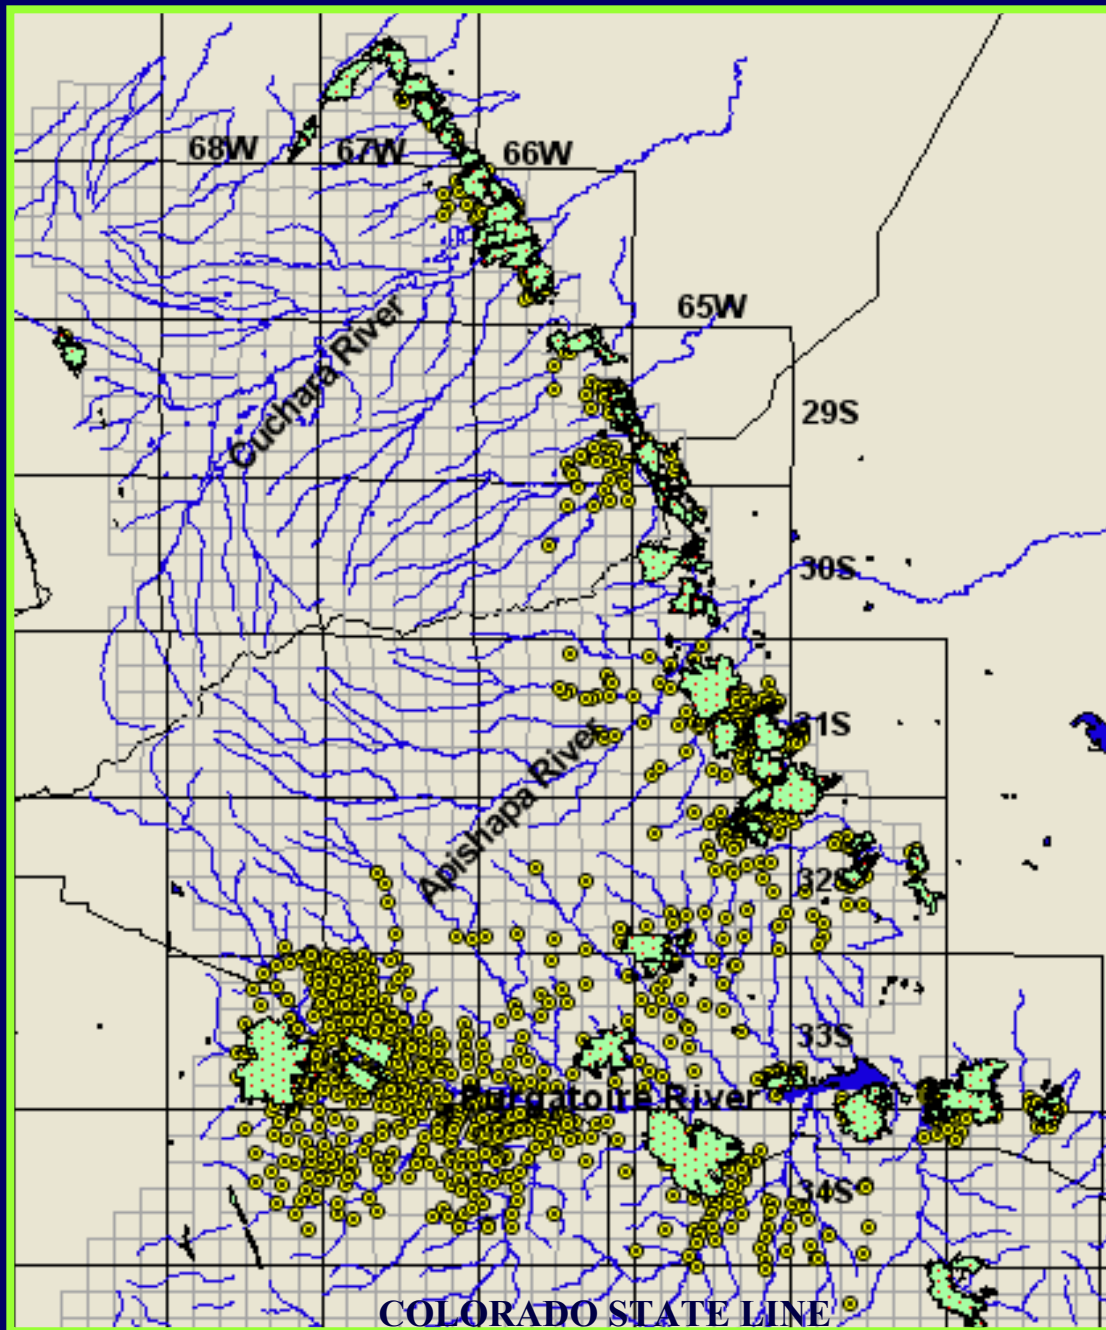 68W
67W
66W
65W
Cuchara River
29S
30S
31S
Apishapa River
32S
33S
Purgatoire River
34S
COLORADO STATE LINE